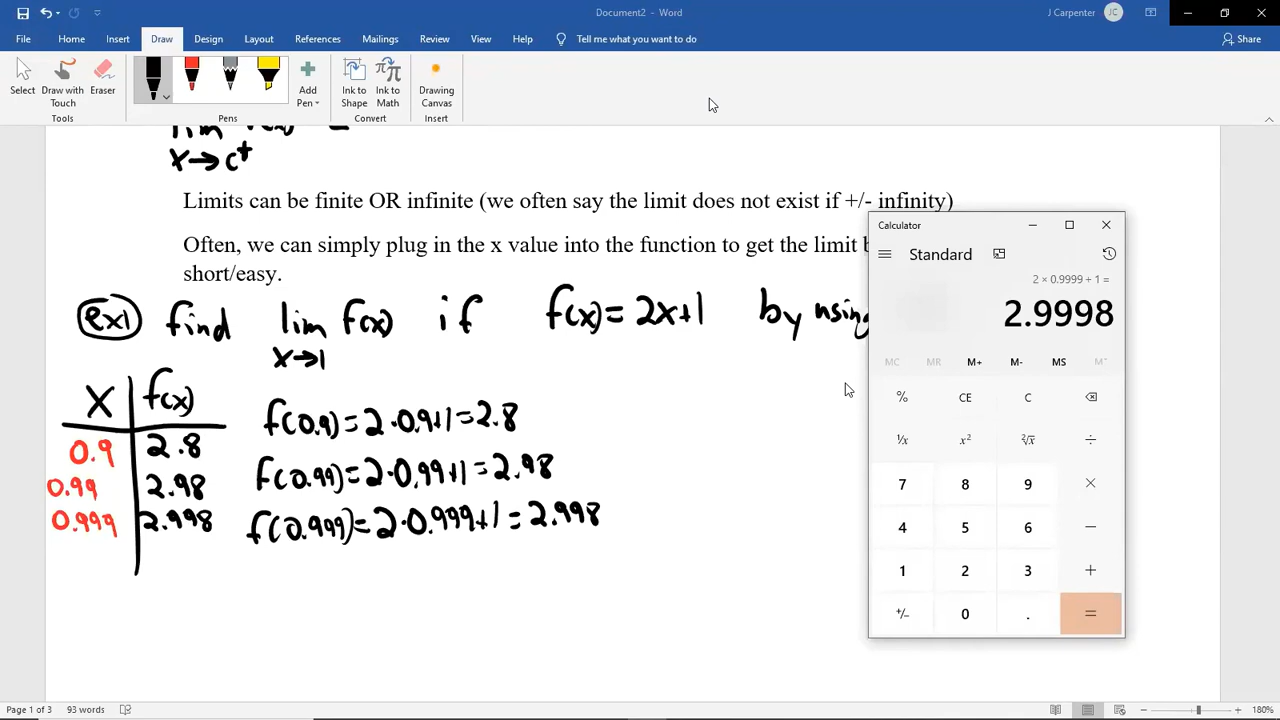 Document2 - Word
J Carpenter JC
File Home Insert Draw Design Layout References Mailings Review View Help Tell me what you want to do Share
Select Draw with Touch Eraser Add Pen Ink to Shape Ink to Math Drawing Canvas
Tools Pens Convert Insert
x→c⁺
Limits can be finite OR infinite (we often say the limit does not exist if +/- infinity)
Often, we can simply plug in the x value into the function to get the limit
short/easy.
ex1 find lim f(x) if f(x) = 2x+1 by using
x→1
x f(x)
0.9 2.8 f(0.9) = 2·0.9+1 = 2.8
0.99 2.98 f(0.99) = 2·0.99+1 = 2.98
0.999 2.998 f(0.999) = 2·0.999+1 = 2.998
Calculator
Standard
2 × 0.9999 + 1 =
2.9998
MC MR M+ M- MS M˅
% CE C ⌫
¹/x x² ²√x ÷
7 8 9 ×
4 5 6 −
1 2 3 +
+/− 0 . =
Page 1 of 3 93 words 180%